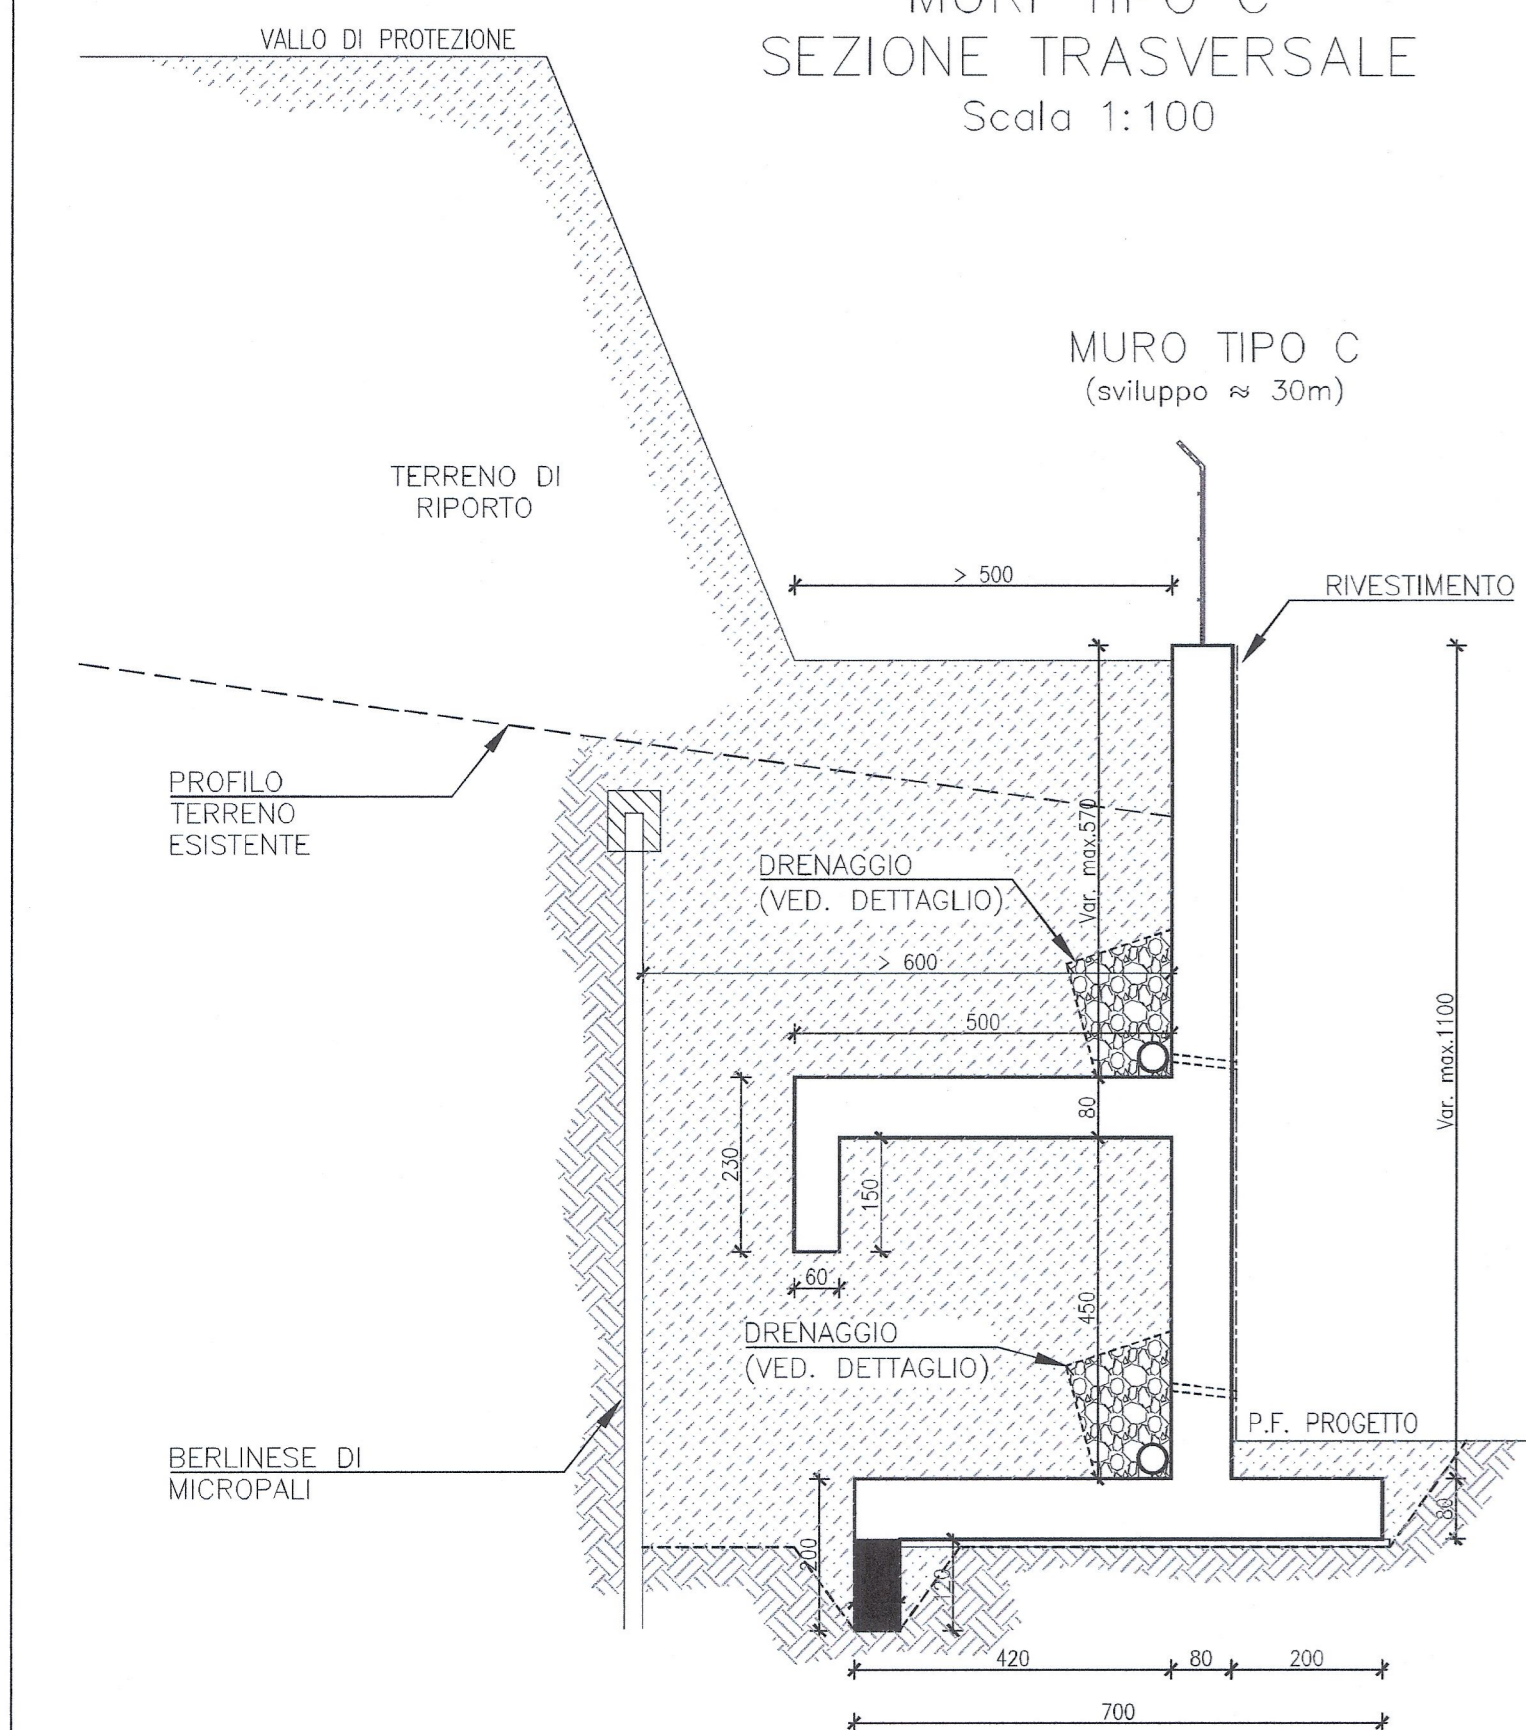 MURI TIPO C
SEZIONE TRASVERSALE
Scala 1:100
VALLO DI PROTEZIONE
MURO TIPO C
(sviluppo ≈ 30m)
TERRENO DI
RIPORTO
> 500
RIVESTIMENTO
PROFILO
TERRENO
ESISTENTE
Var. max.570
DRENAGGIO
(VED. DETTAGLIO)
> 600
500
Var. max.1100
80
230
150
60
450
DRENAGGIO
(VED. DETTAGLIO)
P.F. PROGETTO
BERLINESE DI
MICROPALI
80
200
120
420
80
200
700